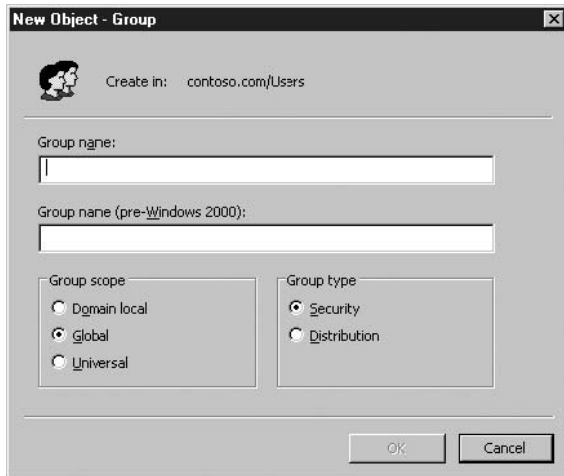 New Object - Group
Create in: contoso.com/Users
Group name:
Group name (pre-Windows 2000):
Group scope
Domain local
Global
Universal
Group type
Security
Distribution
OK
Cancel